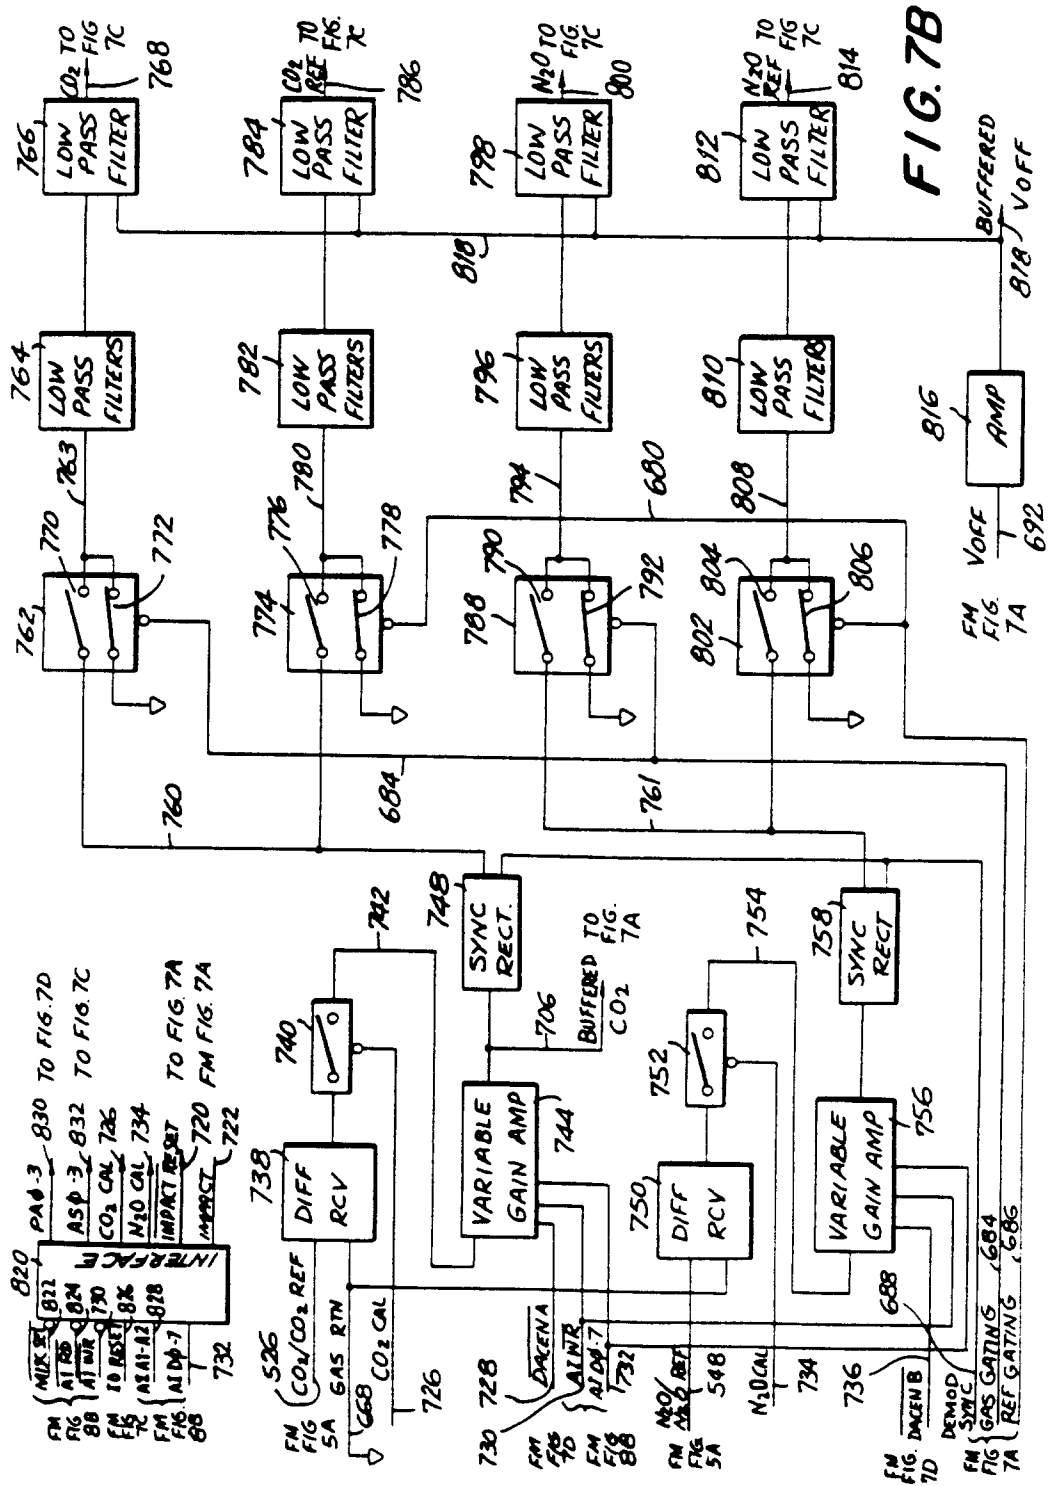 FIG. 7B
820
INTERFACE
822
824
730
826
828
FM
FIG
8B
AI RD
AI WR
FM
FIG
7C
IO RESET
FM
FIG.
8B
AI A1-A2
AI DØ-7
732
PAØ-3
830
TO FIG. 7D
ASØ-3
832
TO FIG. 7C
CO2 CAL
726
N2O CAL
734
IMPACT RESET
TO FIG. 7A
720
FM FIG. 7A
IMPACT
722
FM
FIG
5A
526
CO2/CO2 REF
GAS RTN
668
CO2 CAL
726
738
DIFF
RCV
740
742
728
DACENA
730
AI WR
AI DØ-7
732
FM
FIG
7D
FM
FIG
8B
VARIABLE
GAIN AMP
744
706
BUFFERED
CO2
TO
FIG.
7A
748
SYNC
RECT.
FM
FIG
5A
N2O/
N2O REF
548
N2O CAL
734
750
DIFF
RCV
752
754
FM
FIG.
7D
736
DACEN B
VARIABLE
GAIN AMP
756
758
SYNC
RECT
688
FM
FIG
7A
DEMOD
SYNC
GAS GATING
684
REF GATING
686
760
684
761
762
770
772
763
764
LOW
PASS
FILTERS
766
LOW
PASS
FILTER
CO2 TO
FIG
7C
768
774
776
778
780
782
LOW
PASS
FILTERS
784
LOW
PASS
FILTER
CO2
REF
TO
FIG.
7C
786
788
790
792
794
796
LOW
PASS
FILTERS
798
LOW
PASS
FILTER
N2O TO
FIG.
7C
800
680
802
804
806
808
810
LOW
PASS
FILTERS
812
LOW
PASS
FILTER
N2O
REF
TO
FIG
7C
814
818
FM
FIG.
7A
VOFF
692
816
AMP
818
BUFFERED
VOFF